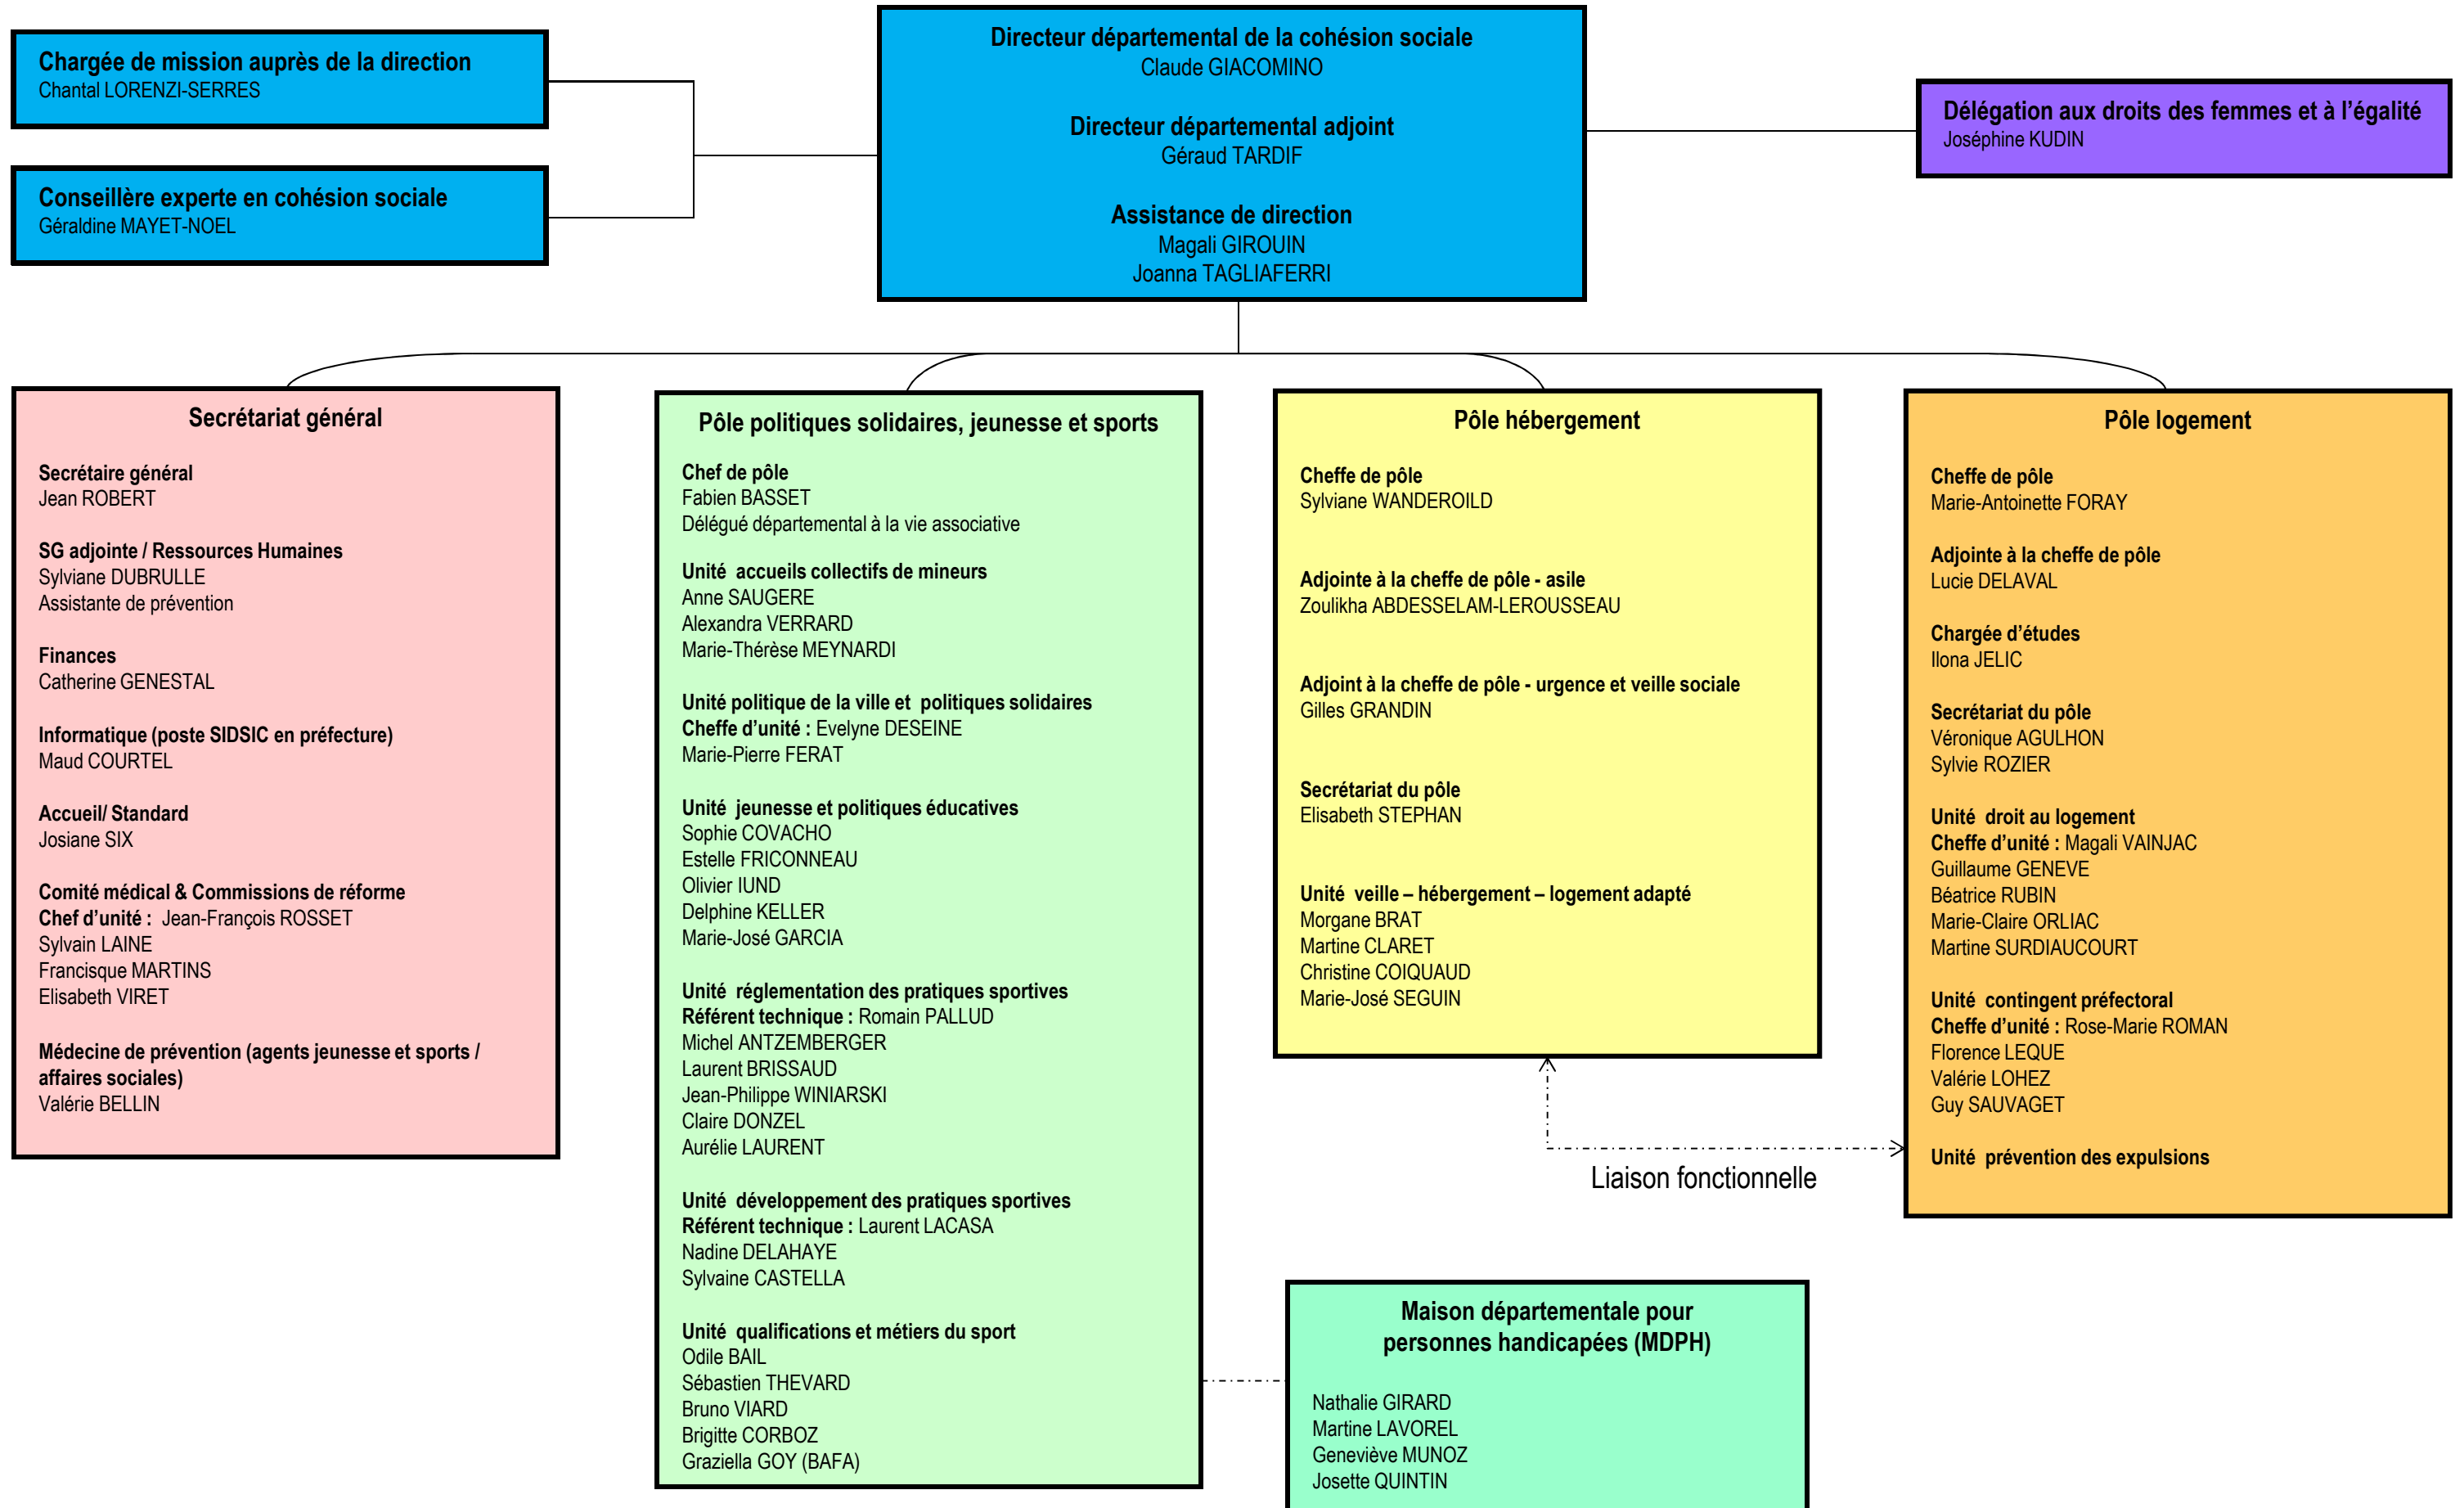 Chargée de mission auprès de la direction
Chantal LORENZI-SERRES
Conseillère experte en cohésion sociale
Géraldine MAYET-NOEL
Directeur départemental de la cohésion sociale
Claude GIACOMINO
Directeur départemental adjoint
Géraud TARDIF
Assistance de direction
Magali GIROUIN
Joanna TAGLIAFERRI
Délégation aux droits des femmes et à l’égalité
Joséphine KUDIN
Secrétariat général
Secrétaire général
Jean ROBERT
SG adjointe / Ressources Humaines
Sylviane DUBRULLE
Assistante de prévention
Finances
Catherine GENESTAL
Informatique (poste SIDSIC en préfecture)
Maud COURTEL
Accueil/ Standard
Josiane SIX
Comité médical & Commissions de réforme
Chef d’unité : Jean-François ROSSET
Sylvain LAINE
Francisque MARTINS
Elisabeth VIRET
Médecine de prévention (agents jeunesse et sports /
affaires sociales)
Valérie BELLIN
Pôle politiques solidaires, jeunesse et sports
Chef de pôle
Fabien BASSET
Délégué départemental à la vie associative
Unité accueils collectifs de mineurs
Anne SAUGERE
Alexandra VERRARD
Marie-Thérèse MEYNARDI
Unité politique de la ville et politiques solidaires
Cheffe d’unité : Evelyne DESEINE
Marie-Pierre FERAT
Unité jeunesse et politiques éducatives
Sophie COVACHO
Estelle FRICONNEAU
Olivier IUND
Delphine KELLER
Marie-José GARCIA
Unité réglementation des pratiques sportives
Référent technique : Romain PALLUD
Michel ANTZEMBERGER
Laurent BRISSAUD
Jean-Philippe WINIARSKI
Claire DONZEL
Aurélie LAURENT
Unité développement des pratiques sportives
Référent technique : Laurent LACASA
Nadine DELAHAYE
Sylvaine CASTELLA
Unité qualifications et métiers du sport
Odile BAIL
Sébastien THEVARD
Bruno VIARD
Brigitte CORBOZ
Graziella GOY (BAFA)
Pôle hébergement
Cheffe de pôle
Sylviane WANDEROILD
Adjointe à la cheffe de pôle - asile
Zoulikha ABDESSELAM-LEROUSSEAU
Adjoint à la cheffe de pôle - urgence et veille sociale
Gilles GRANDIN
Secrétariat du pôle
Elisabeth STEPHAN
Unité veille – hébergement – logement adapté
Morgane BRAT
Martine CLARET
Christine COIQUAUD
Marie-José SEGUIN
Pôle logement
Cheffe de pôle
Marie-Antoinette FORAY
Adjointe à la cheffe de pôle
Lucie DELAVAL
Chargée d’études
Ilona JELIC
Secrétariat du pôle
Véronique AGULHON
Sylvie ROZIER
Unité droit au logement
Cheffe d’unité : Magali VAINJAC
Guillaume GENEVE
Béatrice RUBIN
Marie-Claire ORLIAC
Martine SURDIAUCOURT
Unité contingent préfectoral
Cheffe d’unité : Rose-Marie ROMAN
Florence LEQUE
Valérie LOHEZ
Guy SAUVAGET
Unité prévention des expulsions
Liaison fonctionnelle
Maison départementale pour
personnes handicapées (MDPH)
Nathalie GIRARD
Martine LAVOREL
Geneviève MUNOZ
Josette QUINTIN